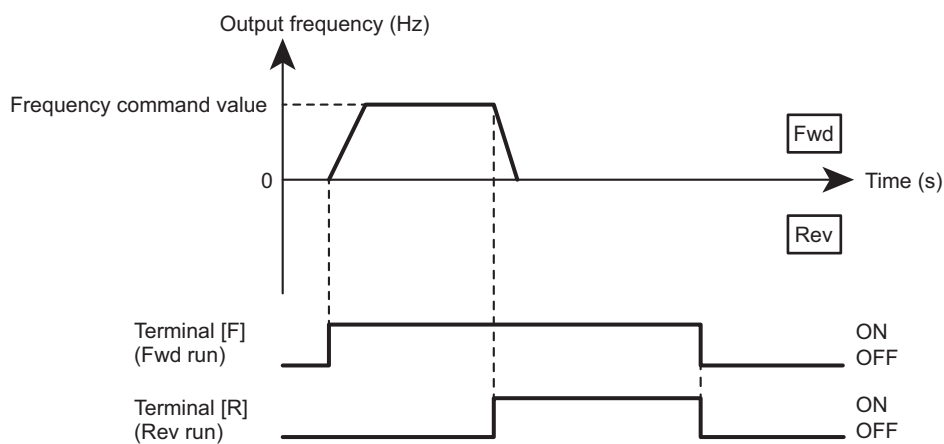 Output frequency (Hz)
Frequency command value
Fwd
0
Time (s)
Rev
Terminal [F]
(Fwd run)
ON
OFF
Terminal [R]
(Rev run)
ON
OFF